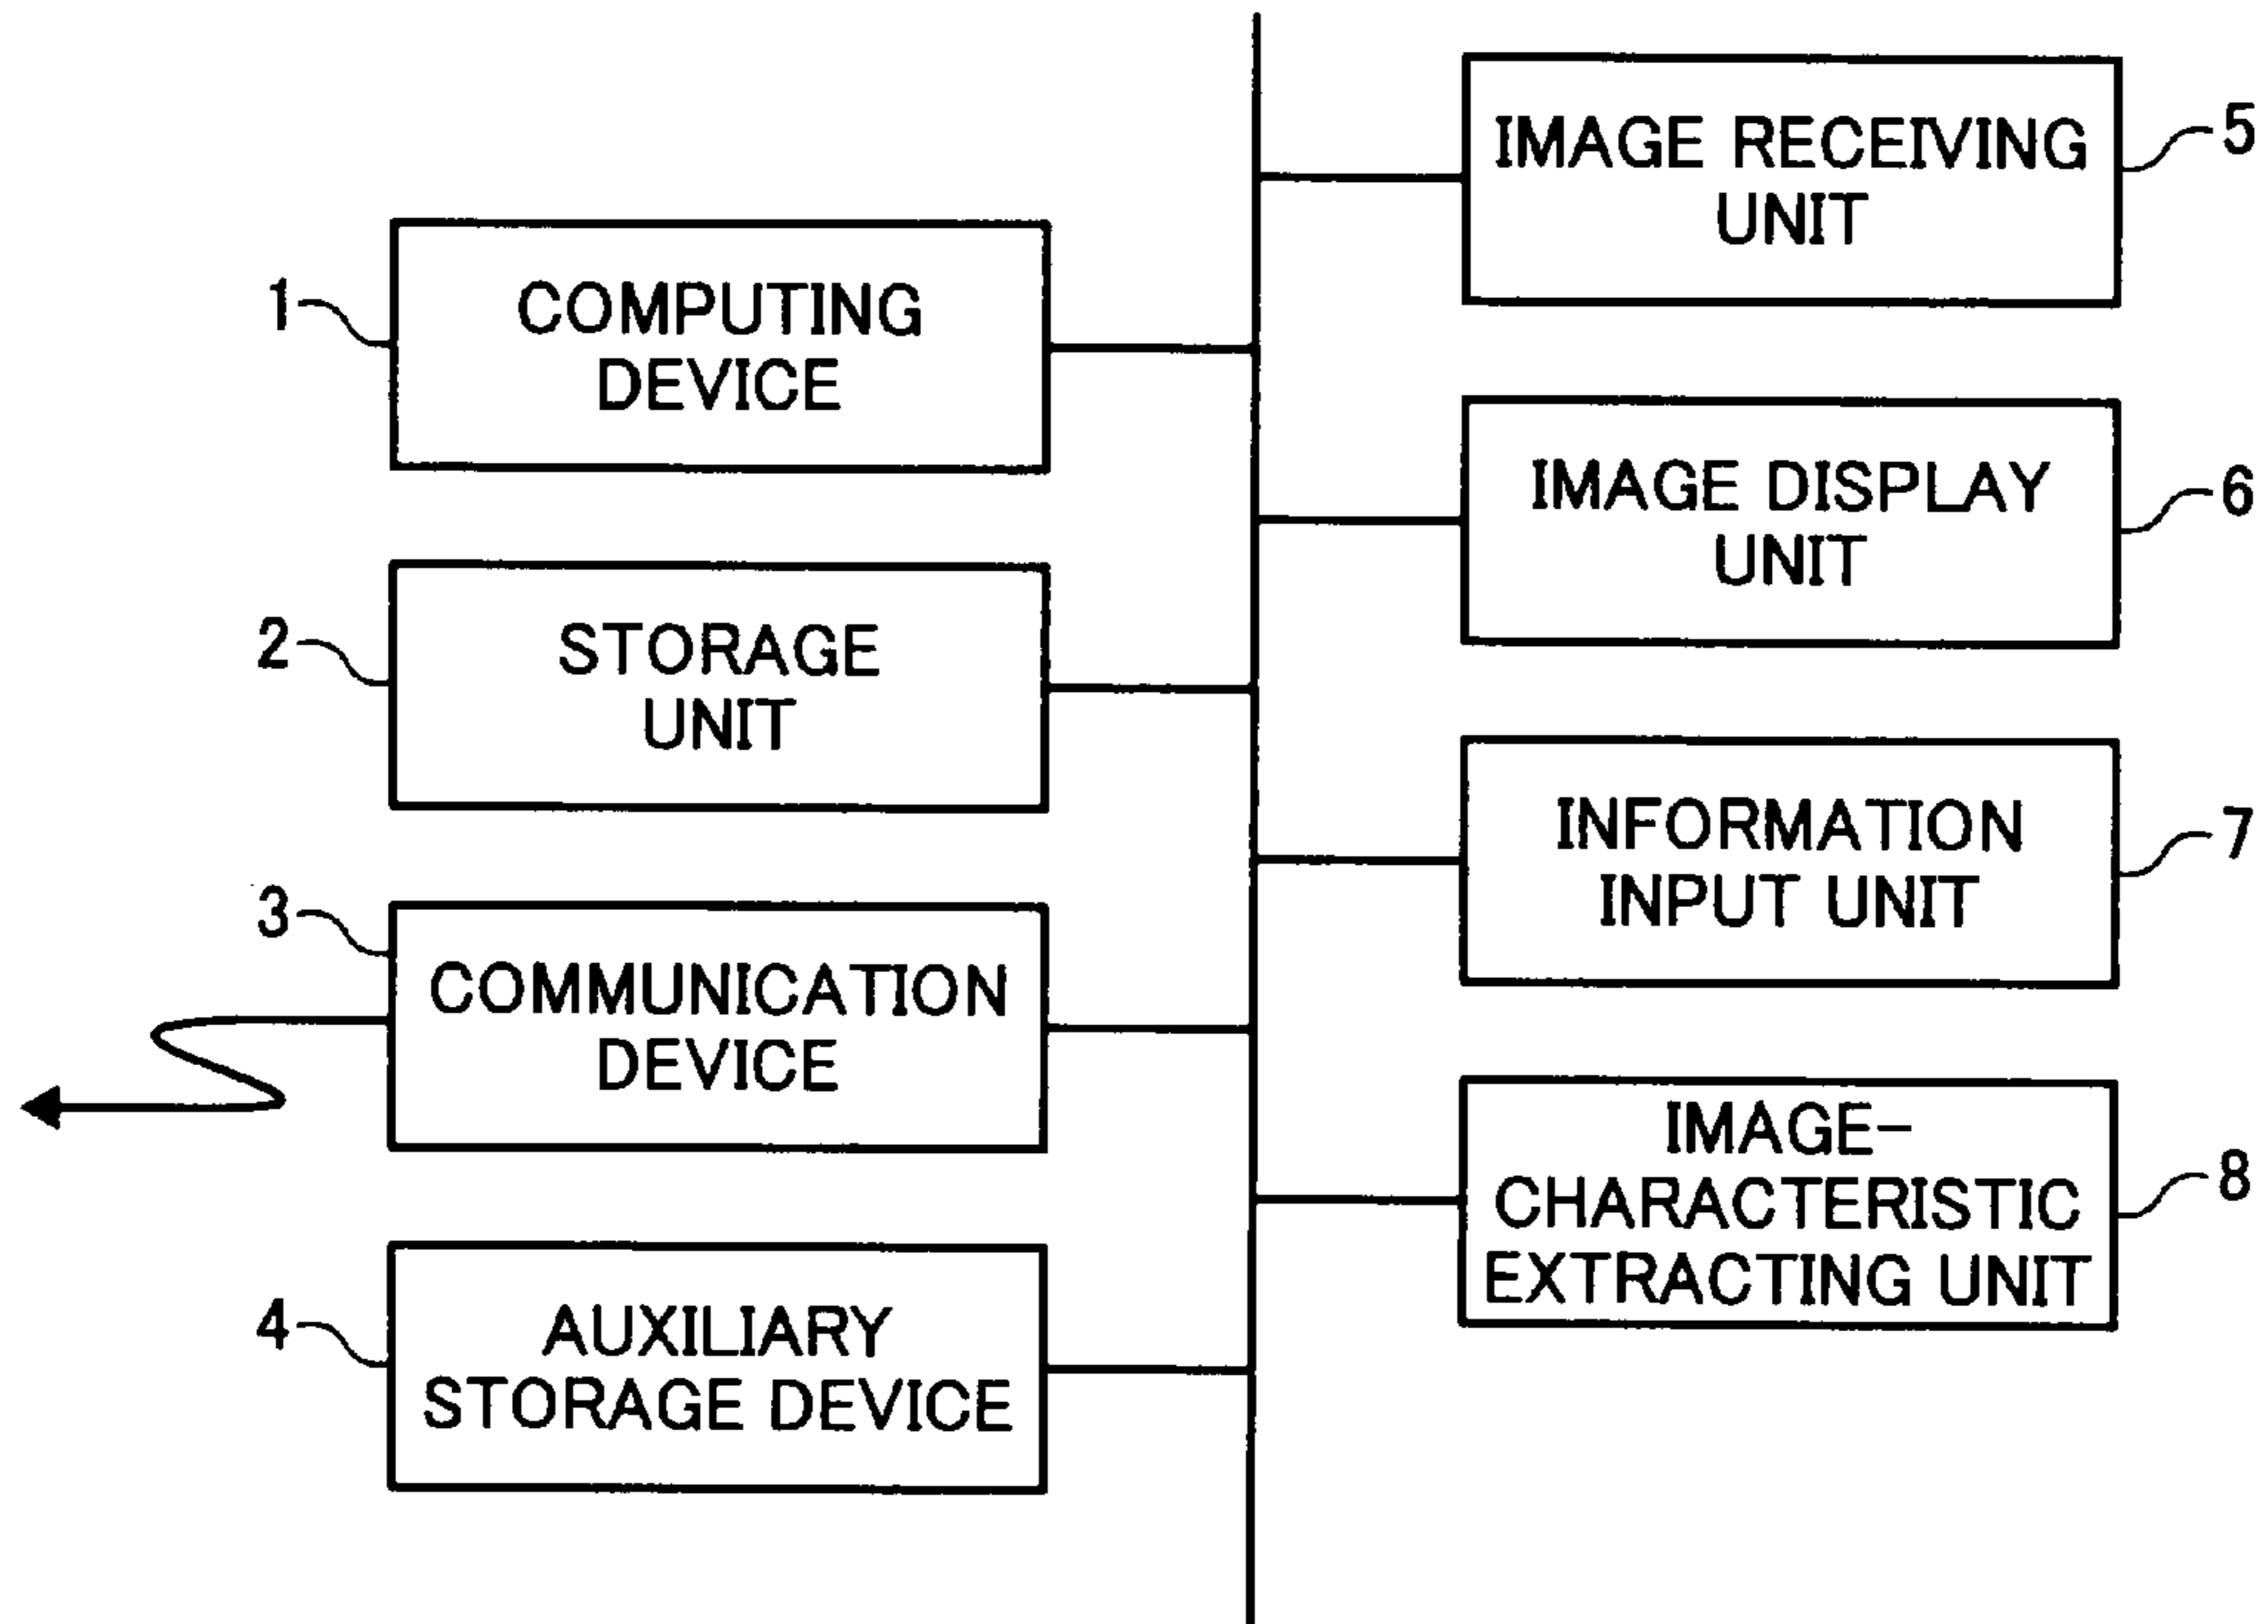 1
COMPUTING
DEVICE
2
STORAGE
UNIT
3
COMMUNICATION
DEVICE
4
AUXILIARY
STORAGE DEVICE
IMAGE RECEIVING
UNIT
5
IMAGE DISPLAY
UNIT
6
INFORMATION
INPUT UNIT
7
IMAGE-
CHARACTERISTIC
EXTRACTING UNIT
8